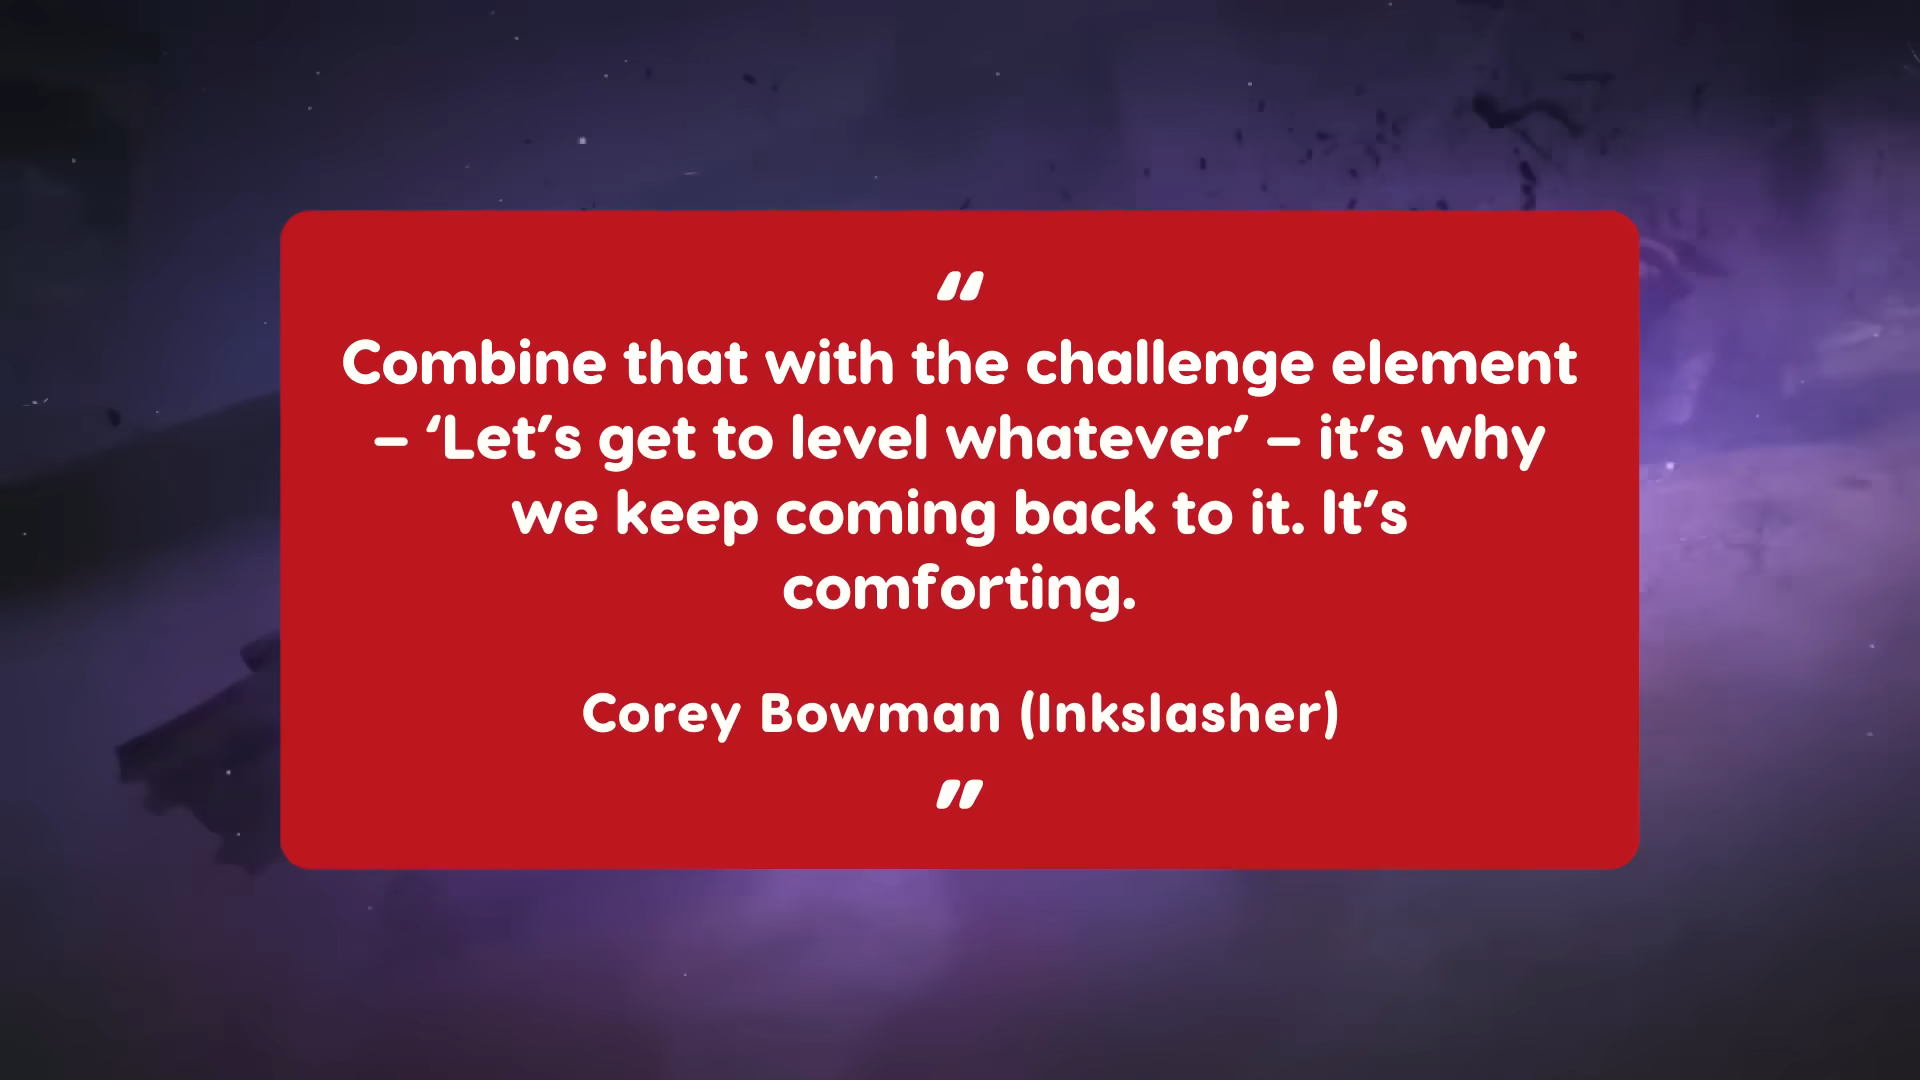 “
Combine that with the challenge element
– ‘Let’s get to level whatever’ – it’s why
we keep coming back to it. It’s
comforting.
Corey Bowman (Inkslasher)
”